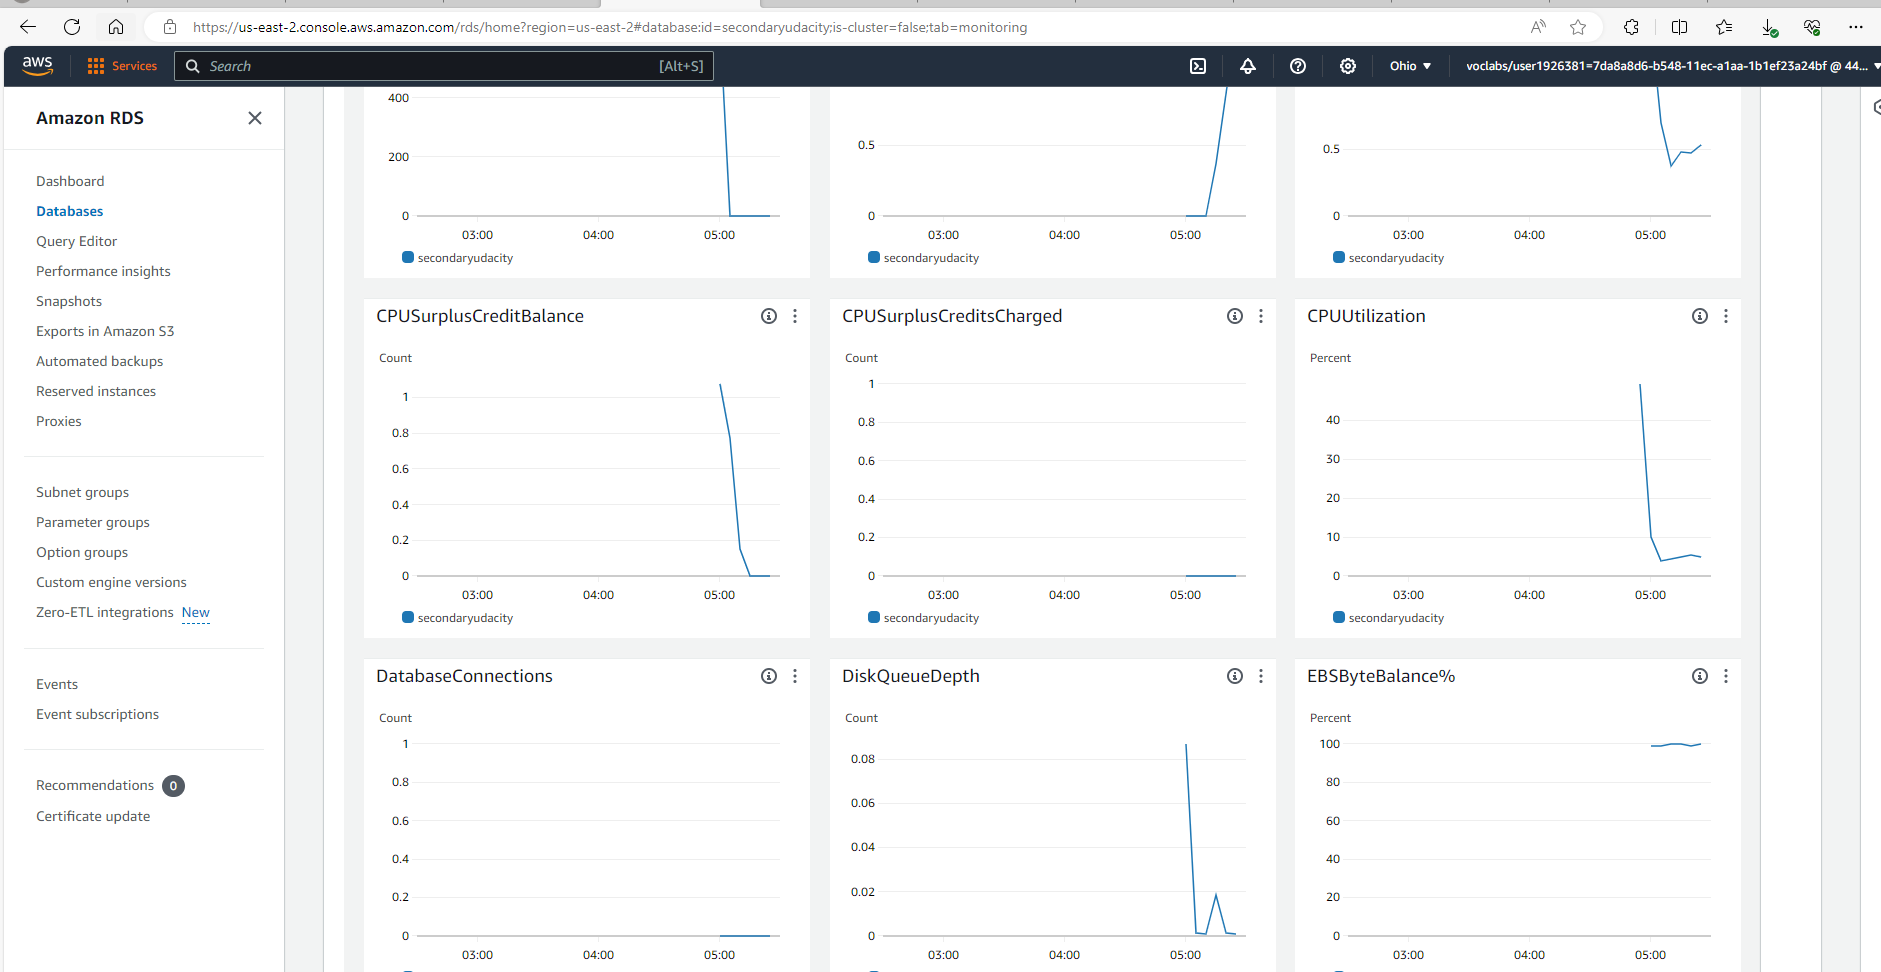 https://us-east-2.console.aws.amazon.com/rds/home?region=us-east-2#database:id=secondaryudacity;is-cluster=false;tab=monitoring
aws
Services
Search
[Alt+S]
Ohio
voclabs/user1926381=7da8a8d6-b548-11ec-a1aa-1b1ef23a24bf @ 44...
Amazon RDS
Dashboard
Databases
Query Editor
Performance insights
Snapshots
Exports in Amazon S3
Automated backups
Reserved instances
Proxies
Subnet groups
Parameter groups
Option groups
Custom engine versions
Zero-ETL integrations New
Events
Event subscriptions
Recommendations 0
Certificate update
400
200
0
03:00 04:00 05:00
secondaryudacity
0.5
0
03:00 04:00 05:00
secondaryudacity
0.5
0
03:00 04:00 05:00
secondaryudacity
CPUSurplusCreditBalance
Count
1
0.8
0.6
0.4
0.2
0
03:00 04:00 05:00
secondaryudacity
CPUSurplusCreditsCharged
Count
1
0.8
0.6
0.4
0.2
0
03:00 04:00 05:00
secondaryudacity
CPUUtilization
Percent
40
30
20
10
0
03:00 04:00 05:00
secondaryudacity
DatabaseConnections
Count
1
0.8
0.6
0.4
0.2
0
03:00 04:00 05:00
DiskQueueDepth
Count
0.08
0.06
0.04
0.02
0
03:00 04:00 05:00
EBSByteBalance%
Percent
100
80
60
40
20
0
03:00 04:00 05:00